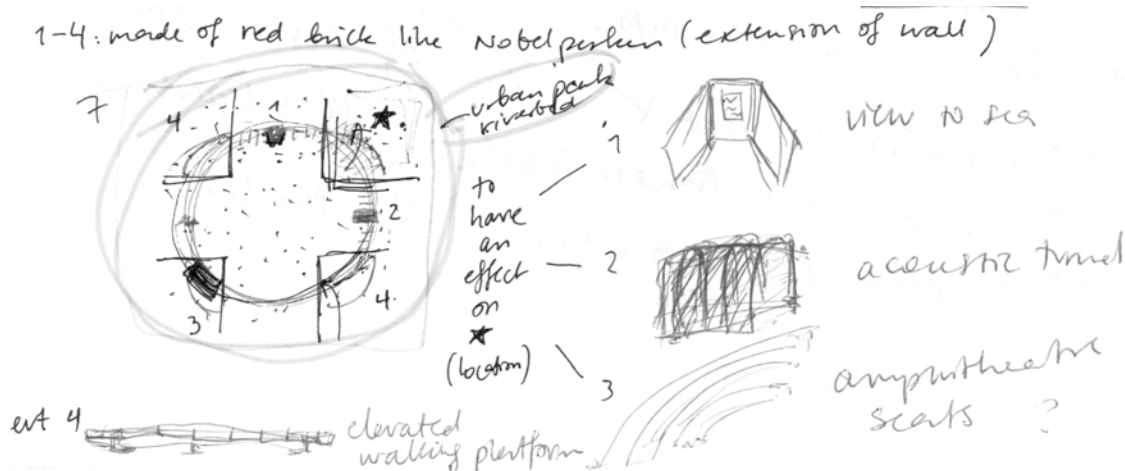 1-4: made of red brick like Nobelparken (extension of wall)
7
4
1
2
3
4
urban park
riverbed
to
have
an
effect
on
★
(location)
1
view to sea
2
acoustic tunnel
3
amphitheatre
seats ?
evt 4
elevated
walking platform